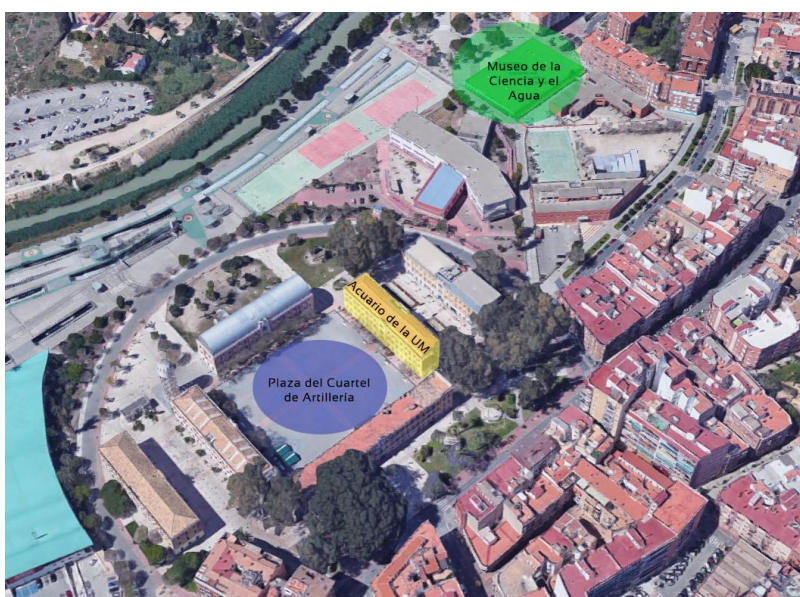 Museo de la
Ciencia y el
Agua
Acuario de la UM
Plaza del Cuartel
de Artillería